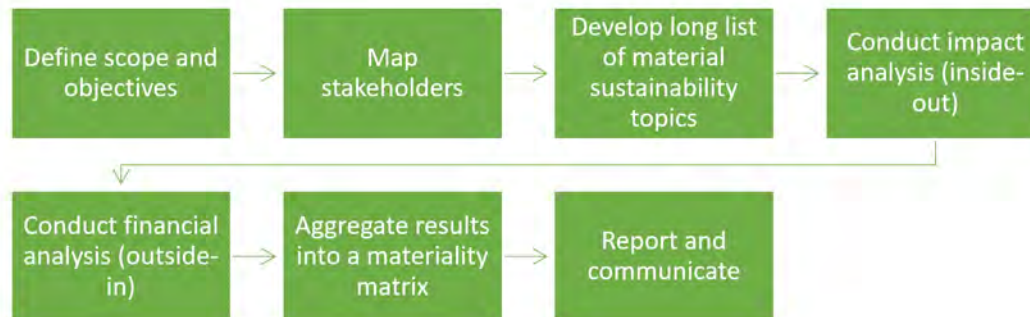 Define scope and
objectives
Map
stakeholders
Develop long list
of material
sustainability
topics
Conduct impact
analysis (inside-
out)
Conduct financial
analysis (outside-
in)
Aggregate results
into a materiality
matrix
Report and
communicate